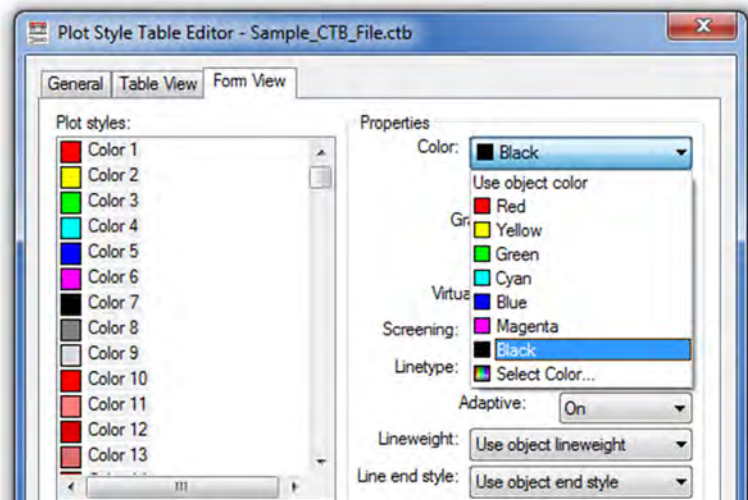 Plot Style Table Editor - Sample_CTB_File.ctb
General
Table View
Form View
Plot styles:
Color 1
Color 2
Color 3
Color 4
Color 5
Color 6
Color 7
Color 8
Color 9
Color 10
Color 11
Color 12
Color 13
Properties
Color:
Black
Use object color
Red
Yellow
Green
Cyan
Blue
Magenta
Black
Select Color...
Screening:
Linetype:
Adaptive:
On
Lineweight:
Use object lineweight
Line end style:
Use object end style